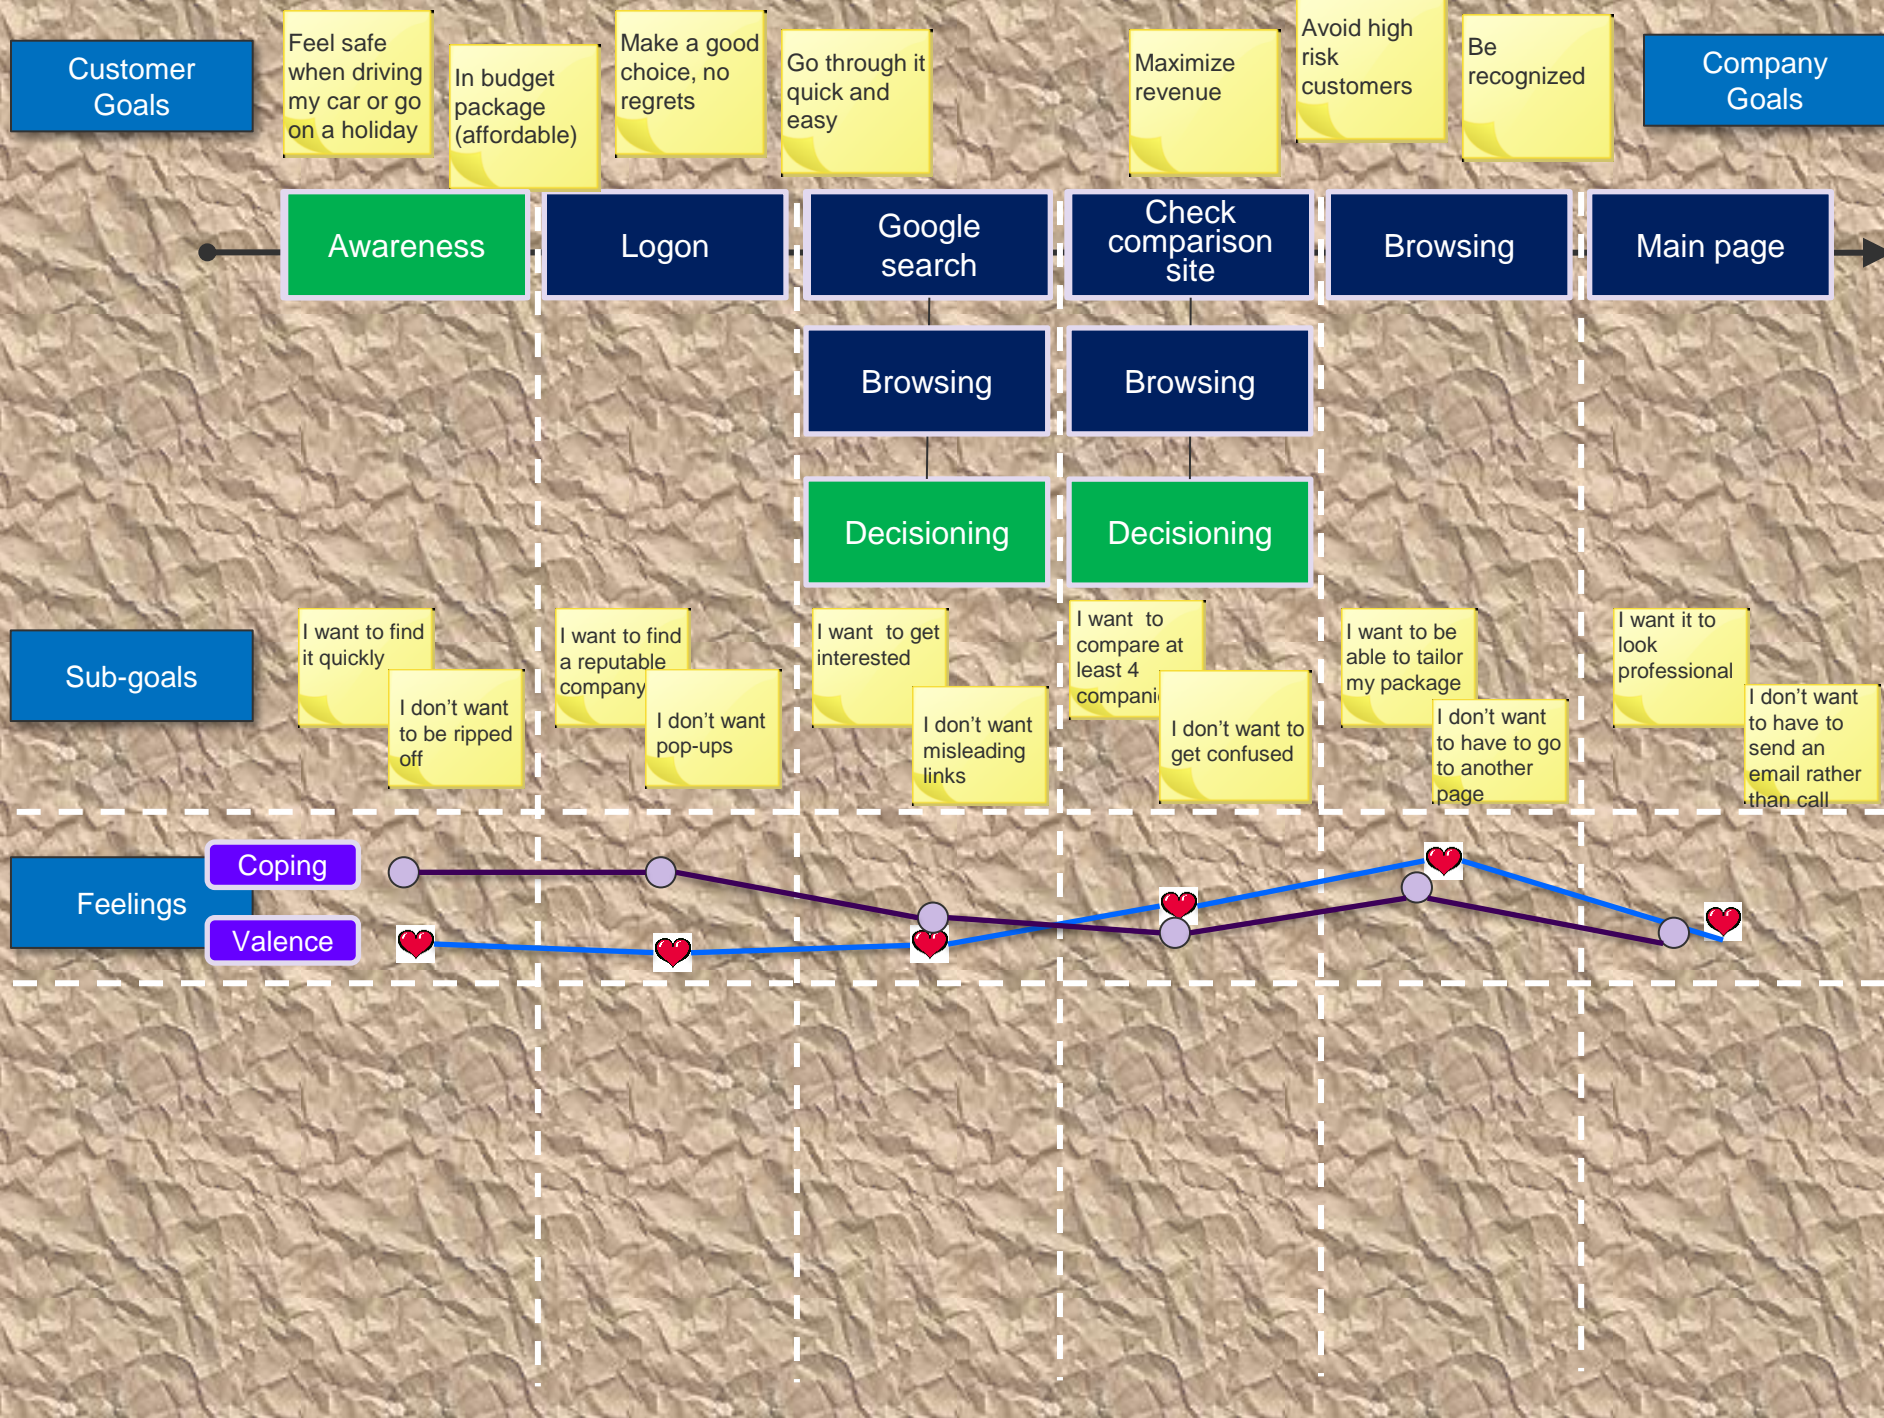 Customer
Goals
Feel safe
when driving
my car or go
on a holiday
In budget
package
(affordable)
Make a good
choice, no
regrets
Go through it
quick and
easy
Maximize
revenue
Avoid high
risk
customers
Be
recognized
Company
Goals
Awareness
Logon
Google
search
Check
comparison
site
Browsing
Main page
Browsing
Browsing
Decisioning
Decisioning
Sub-goals
I want to find
it quickly
I don’t want
to be ripped
off
I want to find
a reputable
company
I don’t want
pop-ups
I want  to get
interested
I don’t want
misleading
links
I want  to
compare at
least 4
compani
I don’t want to
get confused
I want to be
able to tailor
my package
I don’t want
to have to go
to another
page
I want it to
look
professional
I don’t want
to have to
send an
email rather
than call
Feelings
Coping
Valence